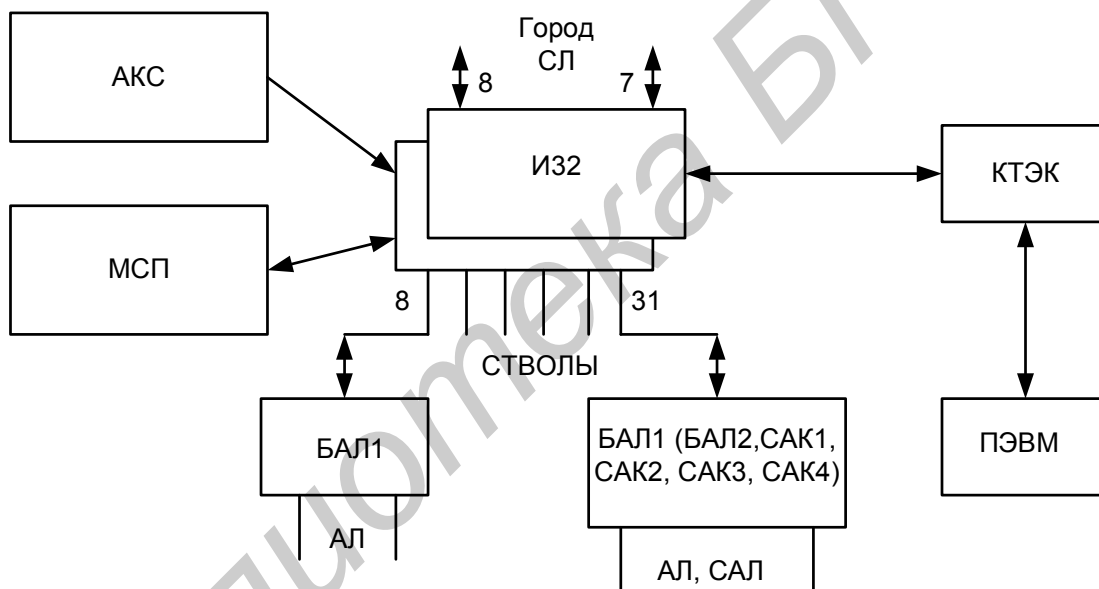 Город
СЛ
АКС
8
7
И32
КТЭК
МСП
8
31
СТВОЛЫ
БАЛ1
БАЛ1 (БАЛ2,САК1,
САК2, САК3, САК4)
ПЭВМ
АЛ
АЛ, САЛ